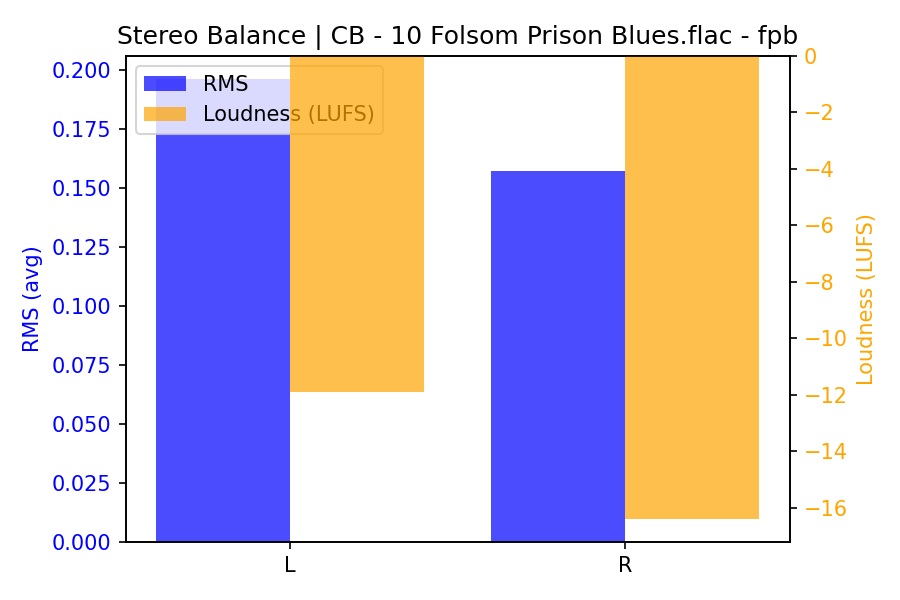 Stereo Balance | CB - 10 Folsom Prison Blues.flac - fpb
RMS
Loudness (LUFS)
RMS (avg)
0.200
0.175
0.150
0.125
0.100
0.075
0.050
0.025
0.000
L
R
0
−2
−4
−6
−8
−10
−12
−14
−16
Loudness (LUFS)